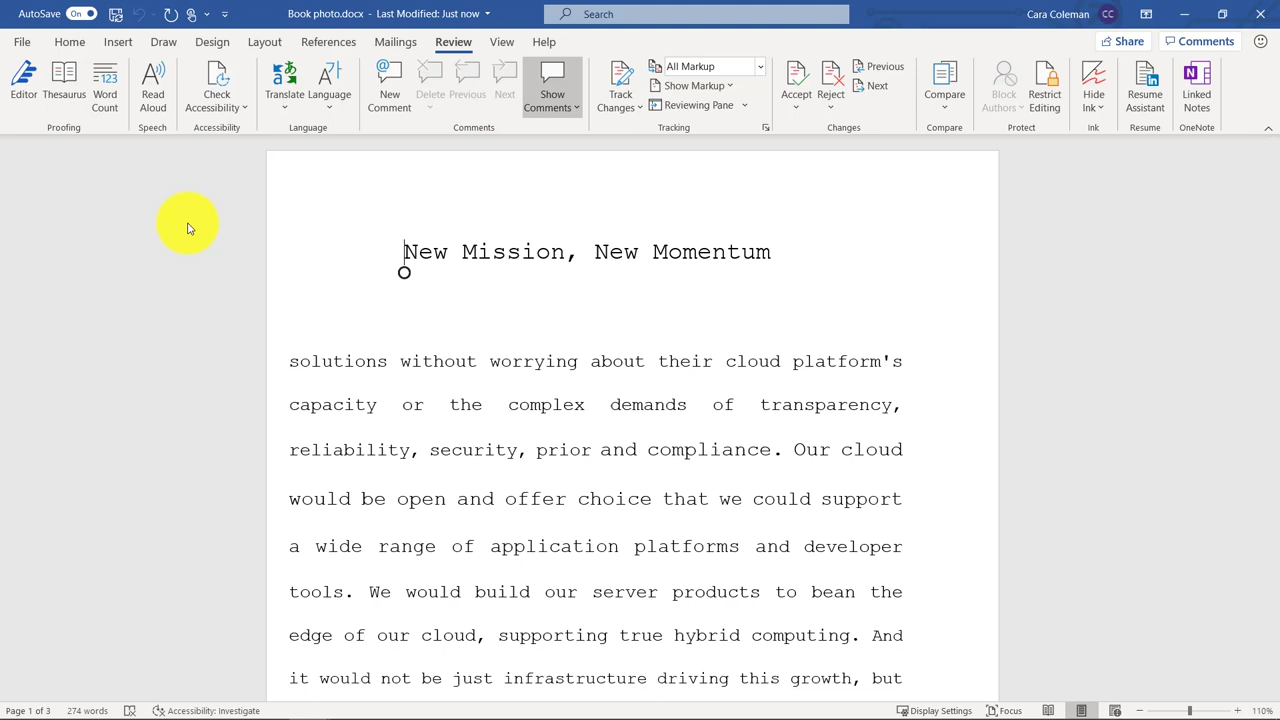 AutoSave On Book photo.docx - Last Modified: Just now Search Cara Coleman CC
File Home Insert Draw Design Layout References Mailings Review View Help Share Comments
Editor Thesaurus Word Count Read Aloud Check Accessibility Translate Language New Comment Delete Previous Next Show Comments Track Changes All Markup Show Markup Reviewing Pane Accept Reject Previous Next Compare Block Authors Restrict Editing Hide Ink Resume Assistant Linked Notes
Proofing Speech Accessibility Language Comments Tracking Changes Compare Protect Ink Resume OneNote
New Mission, New Momentum
solutions without worrying about their cloud platform's
capacity or the complex demands of transparency,
reliability, security, prior and compliance. Our cloud
would be open and offer choice that we could support
a wide range of application platforms and developer
tools. We would build our server products to bean the
edge of our cloud, supporting true hybrid computing. And
it would not be just infrastructure driving this growth, but
Page 1 of 3 274 words Accessibility: Investigate Display Settings Focus 110%